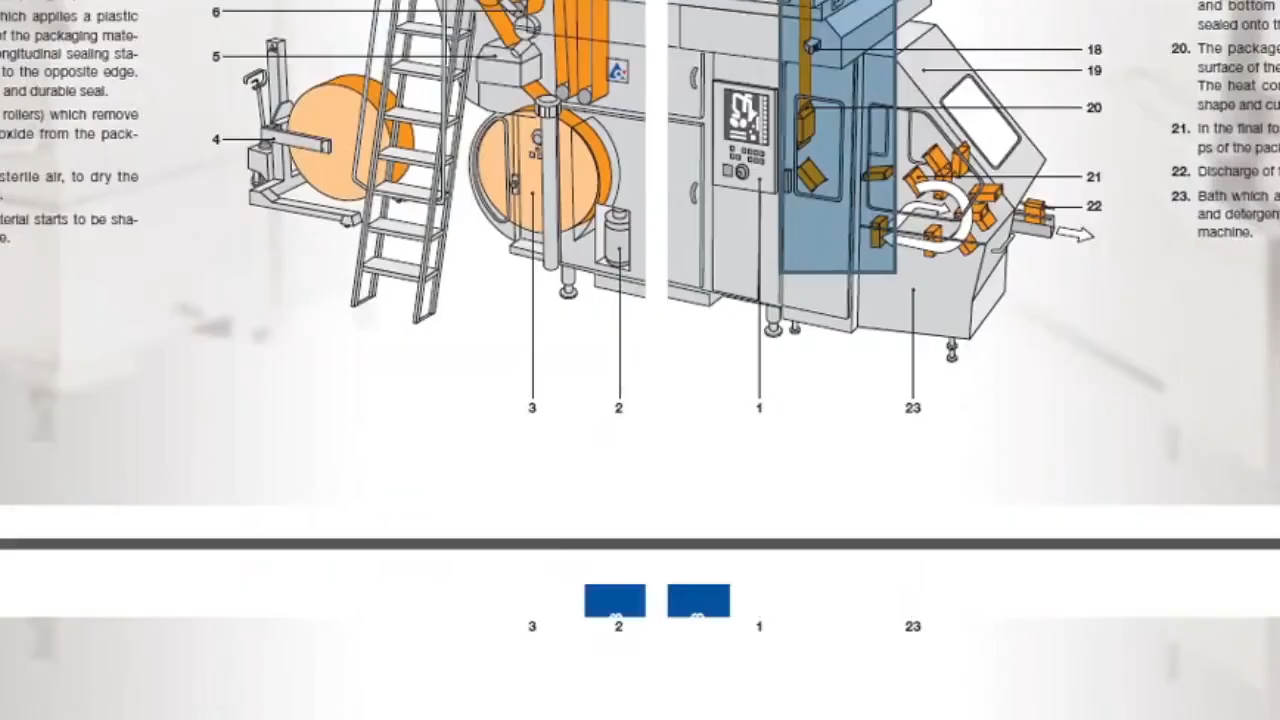 hich applies a plastic
of the packaging mate-
ongitudinal sealing sta-
to the opposite edge.
and durable seal.
rollers) which remove
oxide from the pack-
sterile air, to dry the
terial starts to be sha-
e.
6
5
4
3
2
1
23
18
19
20
21
22
and bottom
sealed onto t
20. The package
surface of the
The heat co
shape and cu
21. In the final fo
ps of the pac
22. Discharge of
23. Bath which a
and detergen
machine.
3
2
1
23